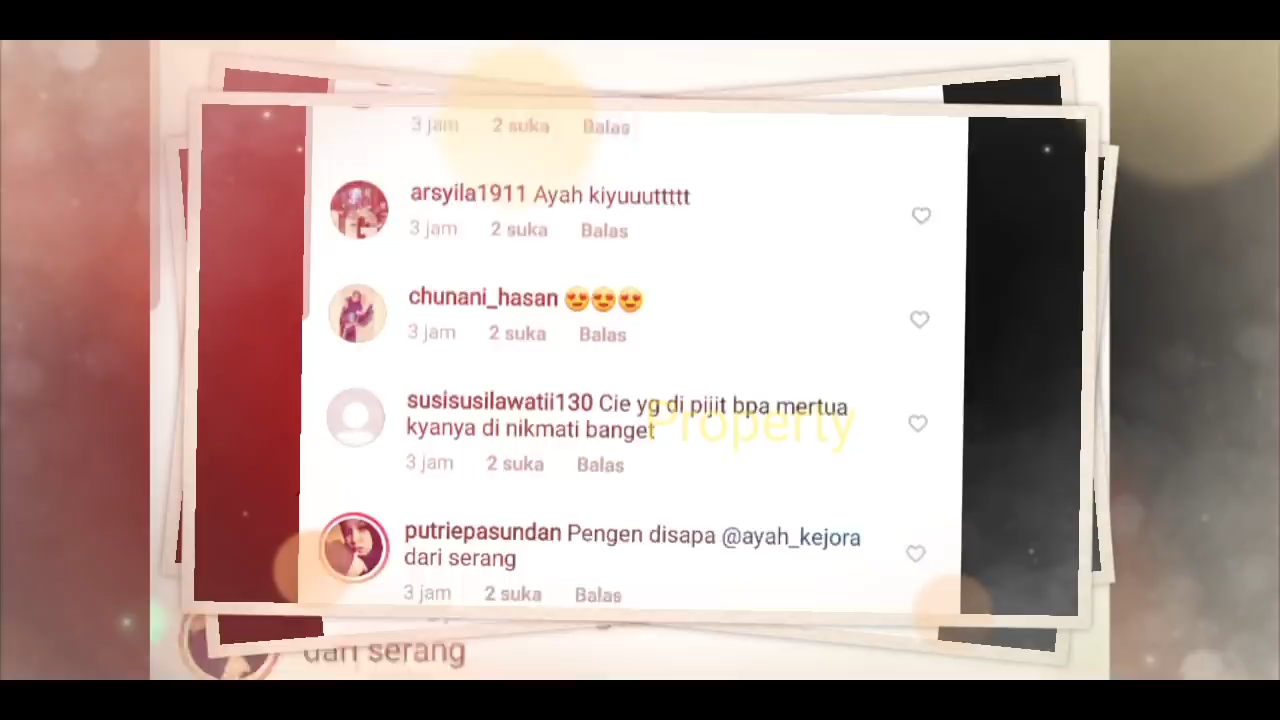 3 jam 2 suka Balas
arsyila1911 Ayah kiyuuuttttt
3 jam 2 suka Balas
chunani_hasan 😍😍😍
3 jam 2 suka Balas
susisusilawatii130 Cie yg di pijit bpa mertua
kyanya di nikmati banget
Property
3 jam 2 suka Balas
putriepasundan Pengen disapa @ayah_kejora
dari serang
3 jam 2 suka Balas
dari serang